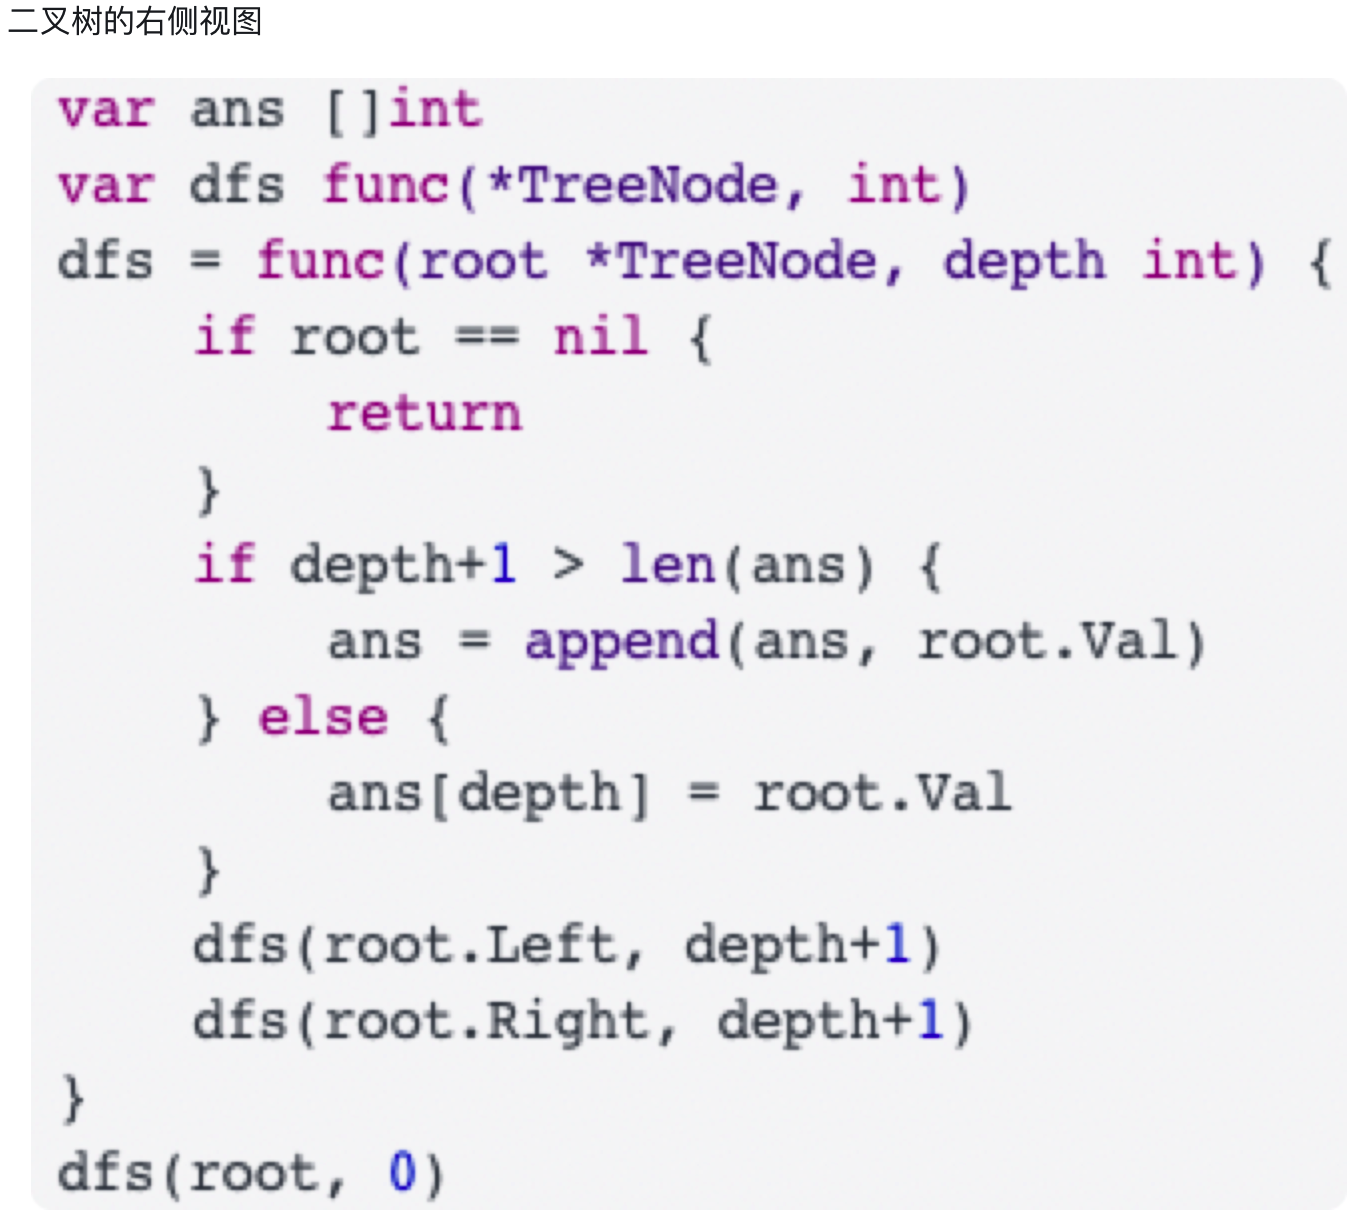 二叉树的右侧视图
var ans []int
var dfs func(*TreeNode, int)
dfs = func(root *TreeNode, depth int) {
    if root == nil {
        return
    }
    if depth+1 > len(ans) {
        ans = append(ans, root.Val)
    } else {
        ans[depth] = root.Val
    }
    dfs(root.Left, depth+1)
    dfs(root.Right, depth+1)
}
dfs(root, 0)